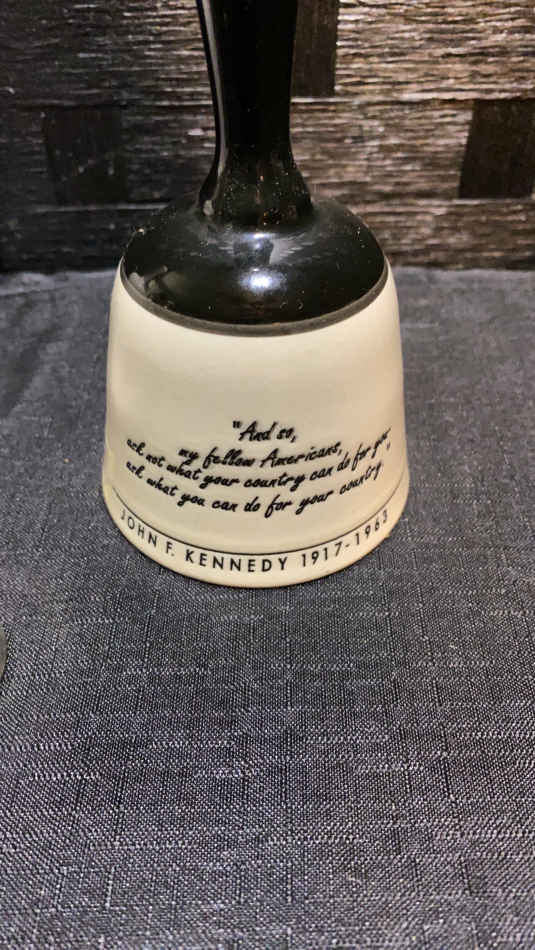 "And so,
my fellow Americans,
ask not what your country can do for you
ask what you can do for your country."
JOHN F. KENNEDY 1917-1963